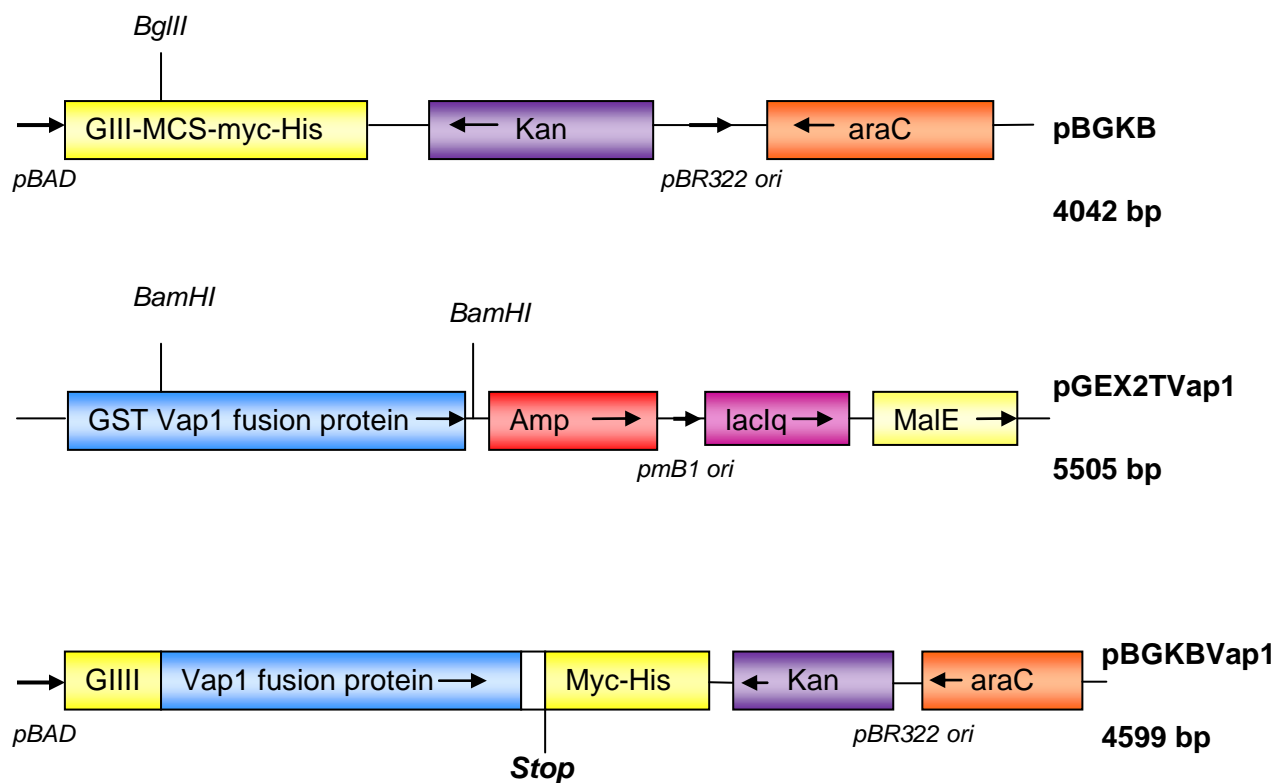 BglII
GIII-MCS-myc-His
Kan
araC
pBGKB
pBAD
pBR322 ori
4042 bp
BamHI
BamHI
pGEX2TVap1
GST Vap1 fusion protein
Amp
lacIq
MalE
pmB1 ori
5505 bp
pBGKBVap1
GIIII
Vap1 fusion protein
Myc-His
Kan
araC
pBAD
pBR322 ori
4599 bp
Stop